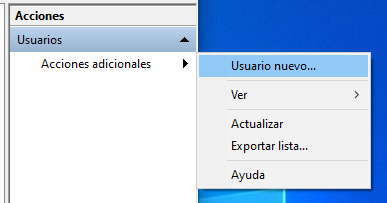 Acciones
Usuarios
Acciones adicionales
Usuario nuevo...
Ver
Actualizar
Exportar lista...
Ayuda